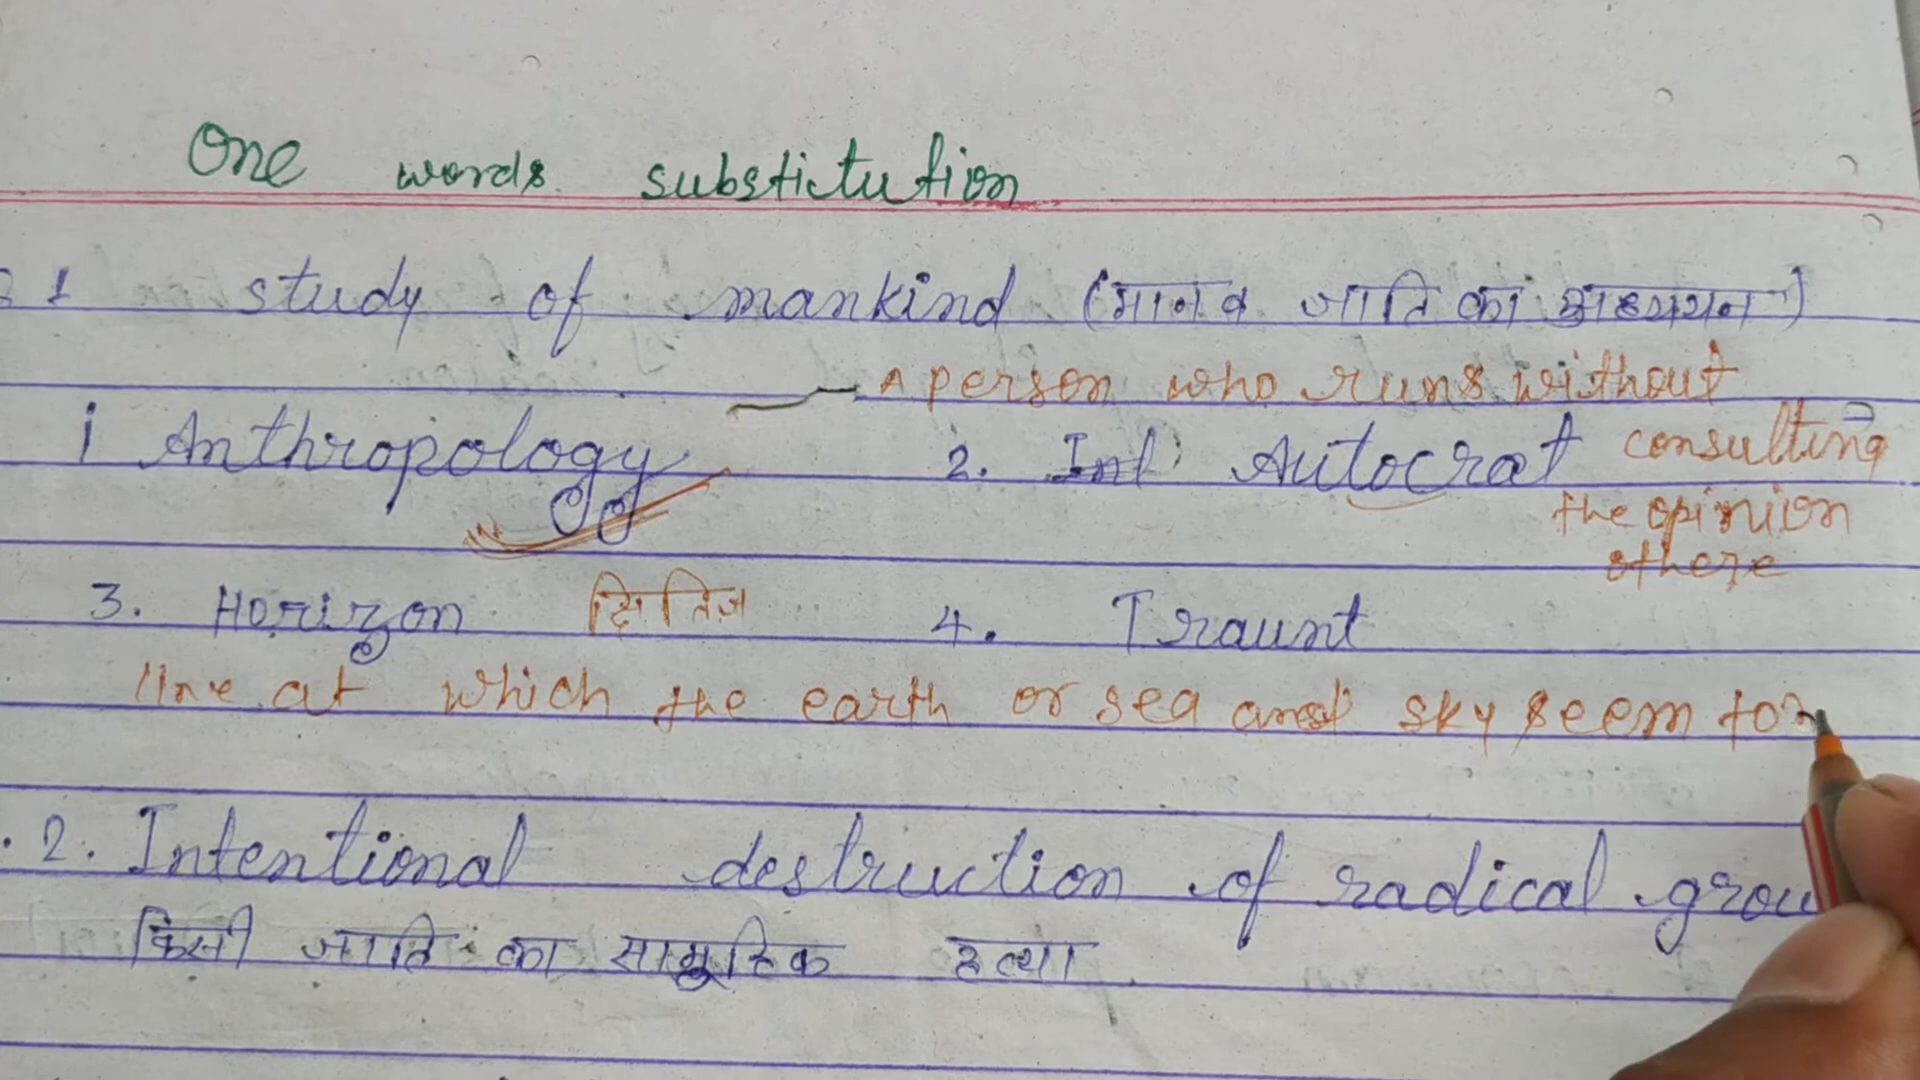 One words substitution
1 study of mankind (मानव जाति का अध्ययन)
A person who runs without
i Anthropology
2. Autocrat consulting
the opinion
othere
3. Horizon क्षितिज
4. Traunt
line at which the earth or sea and sky seem to
2. Intentional destruction of radical grou
किसी जाति का सामुहिक हत्या